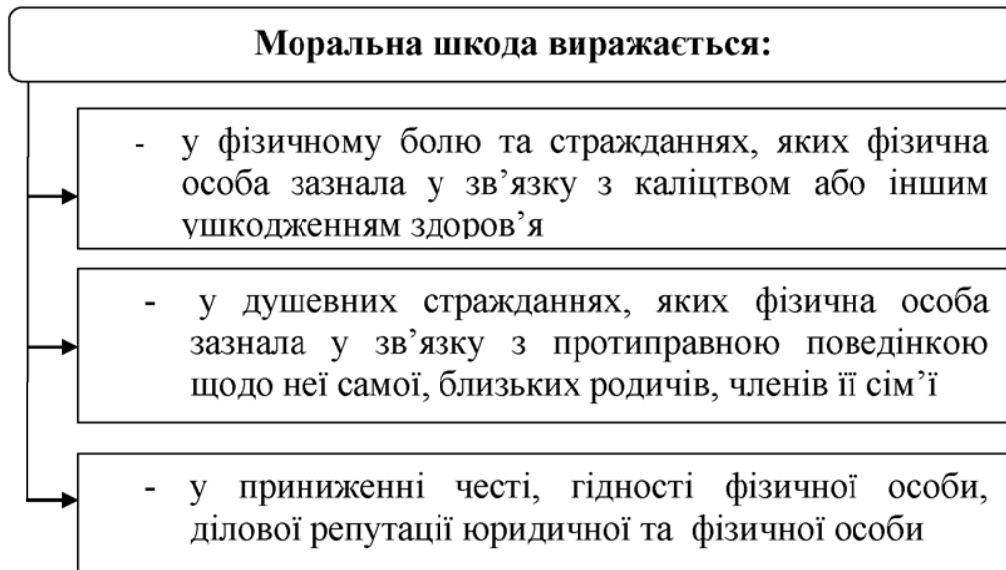 Моральна шкода виражається:
- у фізичному болю та стражданнях, яких фізична
особа зазнала у зв’язку з каліцтвом або іншим
ушкодженням здоров’я
- у душевних стражданнях, яких фізична особа
зазнала у зв’язку з протиправною поведінкою
щодо неї самої, близьких родичів, членів її сім’ї
- у приниженні честі, гідності фізичної особи,
ділової репутації юридичної та фізичної особи